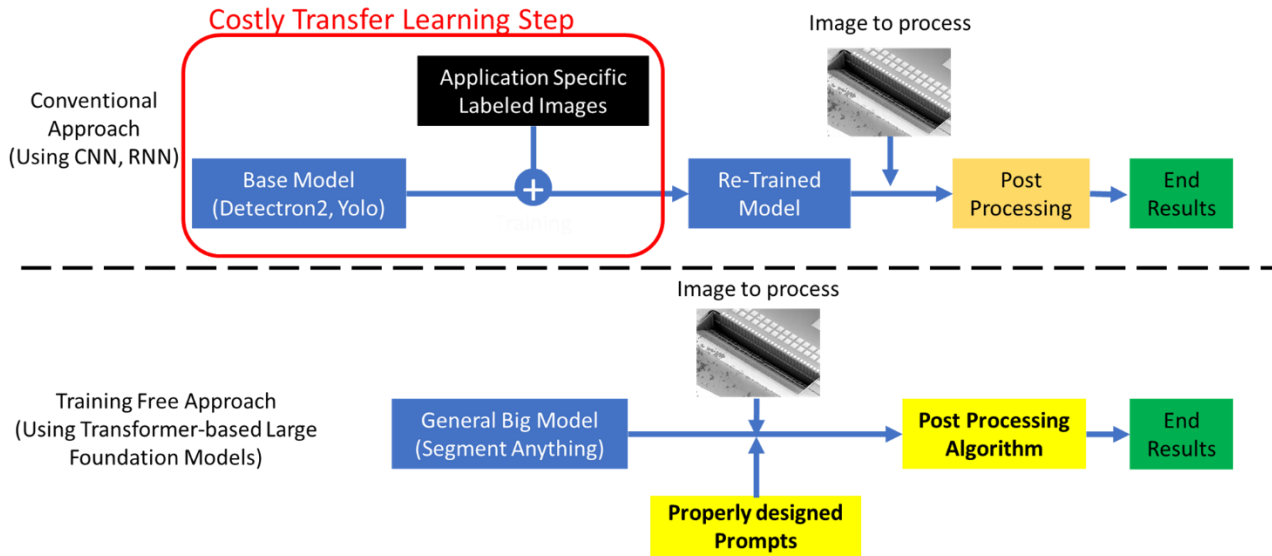 Costly Transfer Learning Step
Image to process
Application Specific
Labeled Images
Conventional
Approach
(Using CNN, RNN)
Base Model
(Detectron2, Yolo)
+
Training
Re-Trained
Model
Post
Processing
End
Results
Image to process
Training Free Approach
(Using Transformer-based Large
Foundation Models)
General Big Model
(Segment Anything)
Post Processing
Algorithm
End
Results
Properly designed
Prompts